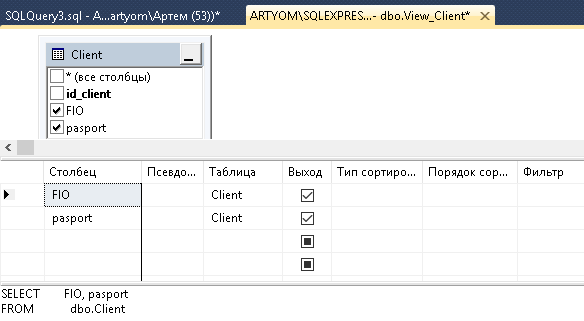 SQLQuery3.sql - A...artyom\Артем (53))*
ARTYOM\SQLEXPRES...- dbo.View_Client*
Client
* (все столбцы)
id_client
FIO
pasport
Столбец Псевдо... Таблица Выход Тип сортиро... Порядок сор... Фильтр
FIO Client
pasport Client
SELECT FIO, pasport
FROM dbo.Client